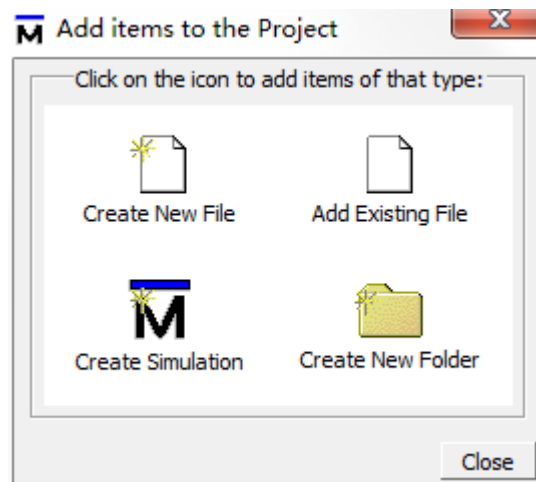 Add items to the Project
Click on the icon to add items of that type:
Create New File
Add Existing File
Create Simulation
Create New Folder
Close